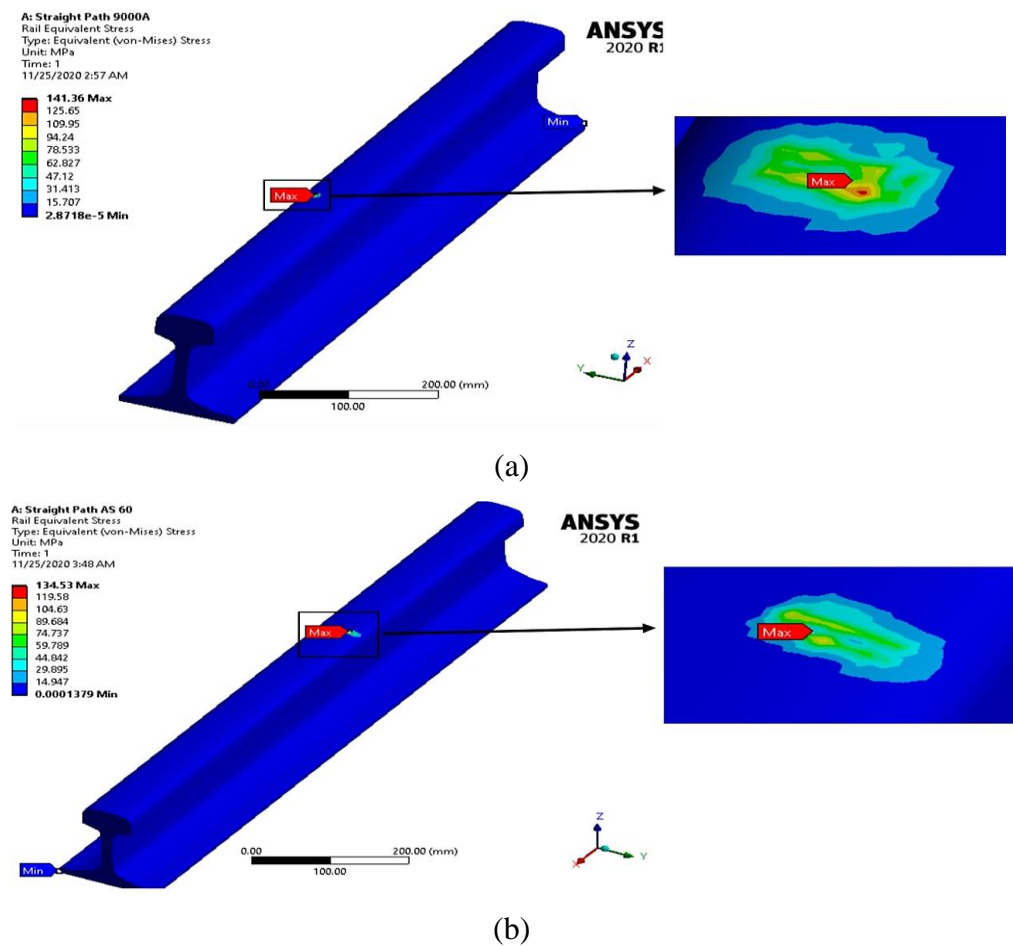 A: Straight Path 9000A
Rail Equivalent Stress
Type: Equivalent (von-Mises) Stress
Unit: MPa
Time: 1
11/25/2020 2:57 AM
141.36 Max
125.65
109.95
94.24
78.533
62.827
47.12
31.413
15.707
2.8718e-5 Min
ANSYS
2020 R1
Min
Max
Max
Z
X
Y
0.00
200.00 (mm)
100.00
(a)
A: Straight Path AS 60
Rail Equivalent Stress
Type: Equivalent (von-Mises) Stress
Unit: MPa
Time: 1
11/25/2020 3:48 AM
134.53 Max
119.58
104.63
89.684
74.737
59.789
44.842
29.895
14.947
0.0001379 Min
ANSYS
2020 R1
Max
Max
Min
Z
X
Y
0.00
200.00 (mm)
100.00
(b)